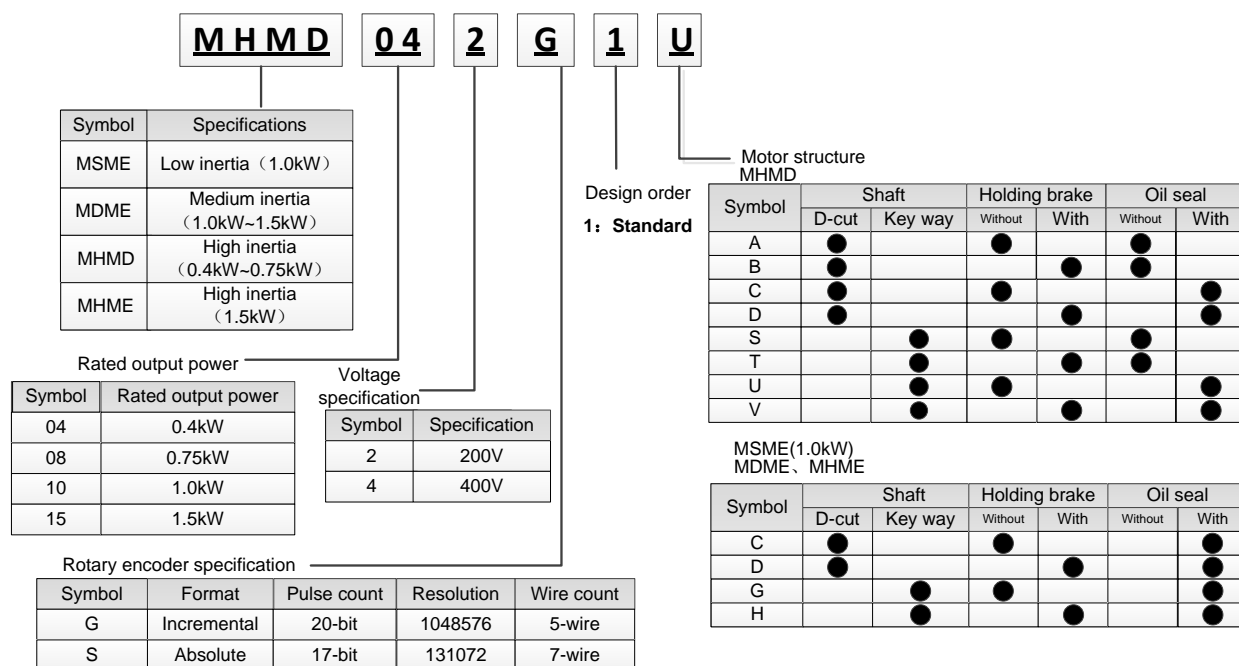 MHMD 04 2 G 1 U
Symbol Specifications
MSME Low inertia（1.0kW）
MDME Medium inertia
（1.0kW~1.5kW）
MHMD High inertia
（0.4kW~0.75kW）
MHME High inertia
（1.5kW）
Rated output power
Symbol Rated output power
04 0.4kW
08 0.75kW
10 1.0kW
15 1.5kW
Voltage
specification
Symbol Specification
2 200V
4 400V
Rotary encoder specification
Symbol Format Pulse count Resolution Wire count
G Incremental 20-bit 1048576 5-wire
S Absolute 17-bit 131072 7-wire
Design order
1：Standard
Motor structure
MHMD
Symbol Shaft Holding brake Oil seal
D-cut Key way Without With Without With
A
B
C
D
S
T
U
V
MSME(1.0kW)
MDME、MHME
Symbol Shaft Holding brake Oil seal
D-cut Key way Without With Without With
C
D
G
H